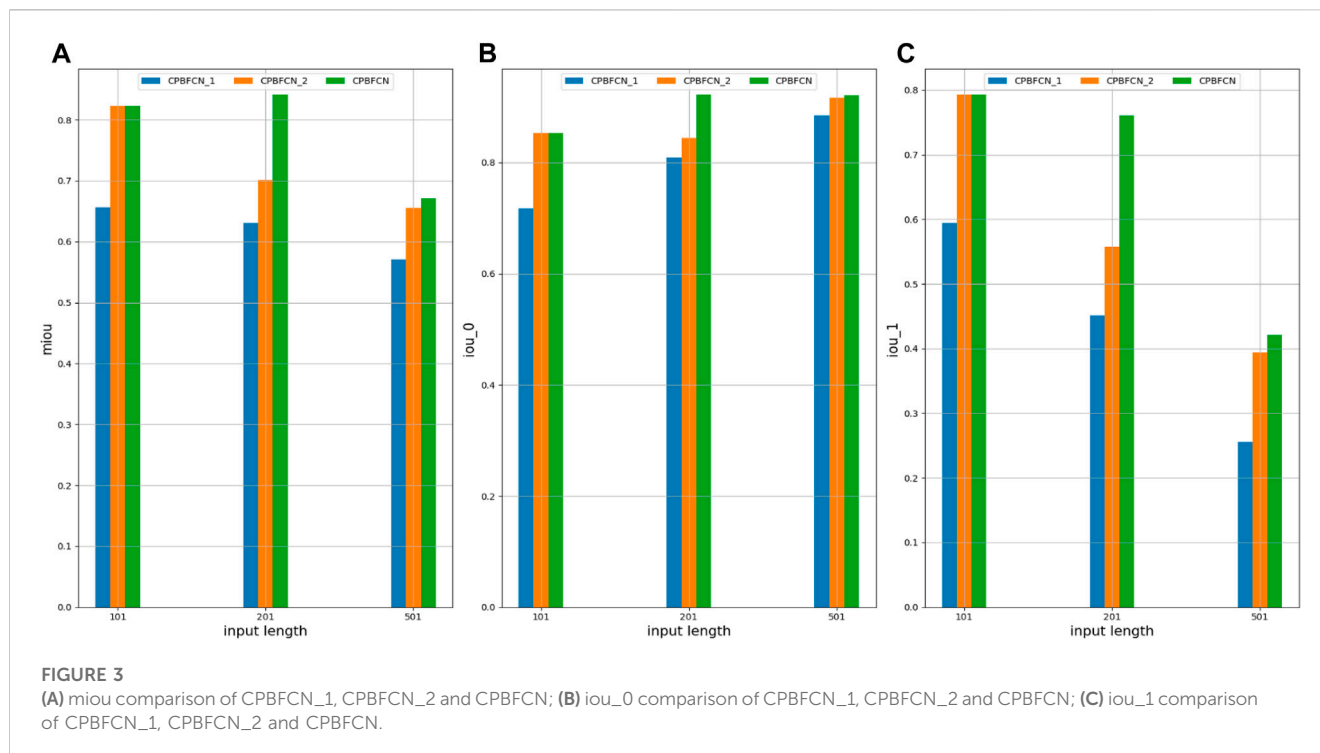 A
CPBFCN_1 CPBFCN_2 CPBFCN
0.8
0.7
0.6
0.5
0.4
0.3
0.2
0.1
0.0
miou
101 201 501
input length
B
CPBFCN_1 CPBFCN_2 CPBFCN
0.8
0.6
0.4
0.2
0.0
iou_0
101 201 501
input length
C
CPBFCN_1 CPBFCN_2 CPBFCN
0.8
0.7
0.6
0.5
0.4
0.3
0.2
0.1
0.0
iou_1
101 201 501
input length
FIGURE 3
(A) miou comparison of CPBFCN_1, CPBFCN_2 and CPBFCN; (B) iou_0 comparison of CPBFCN_1, CPBFCN_2 and CPBFCN; (C) iou_1 comparison
of CPBFCN_1, CPBFCN_2 and CPBFCN.